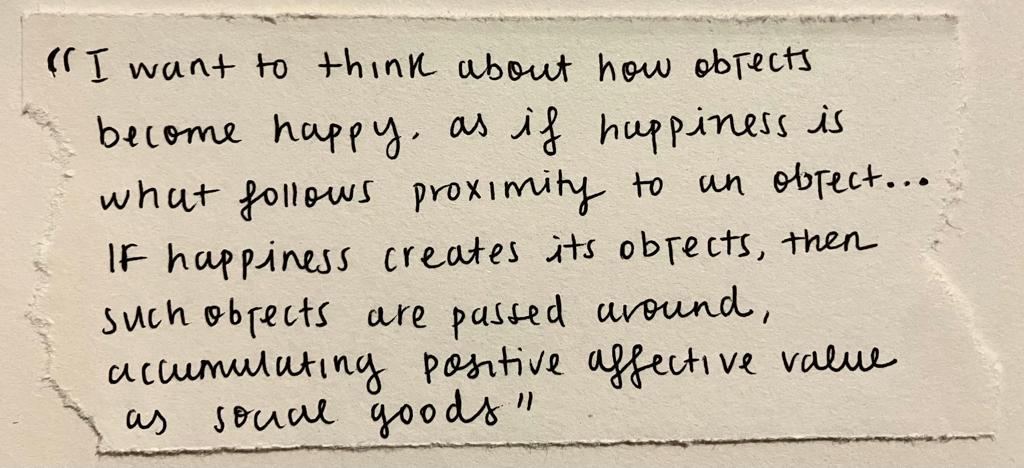 "I want to think about how objects
become happy, as if happiness is
what follows proximity to an object...
If happiness creates its objects, then
such objects are passed around,
accumulating positive affective value
as social goods"